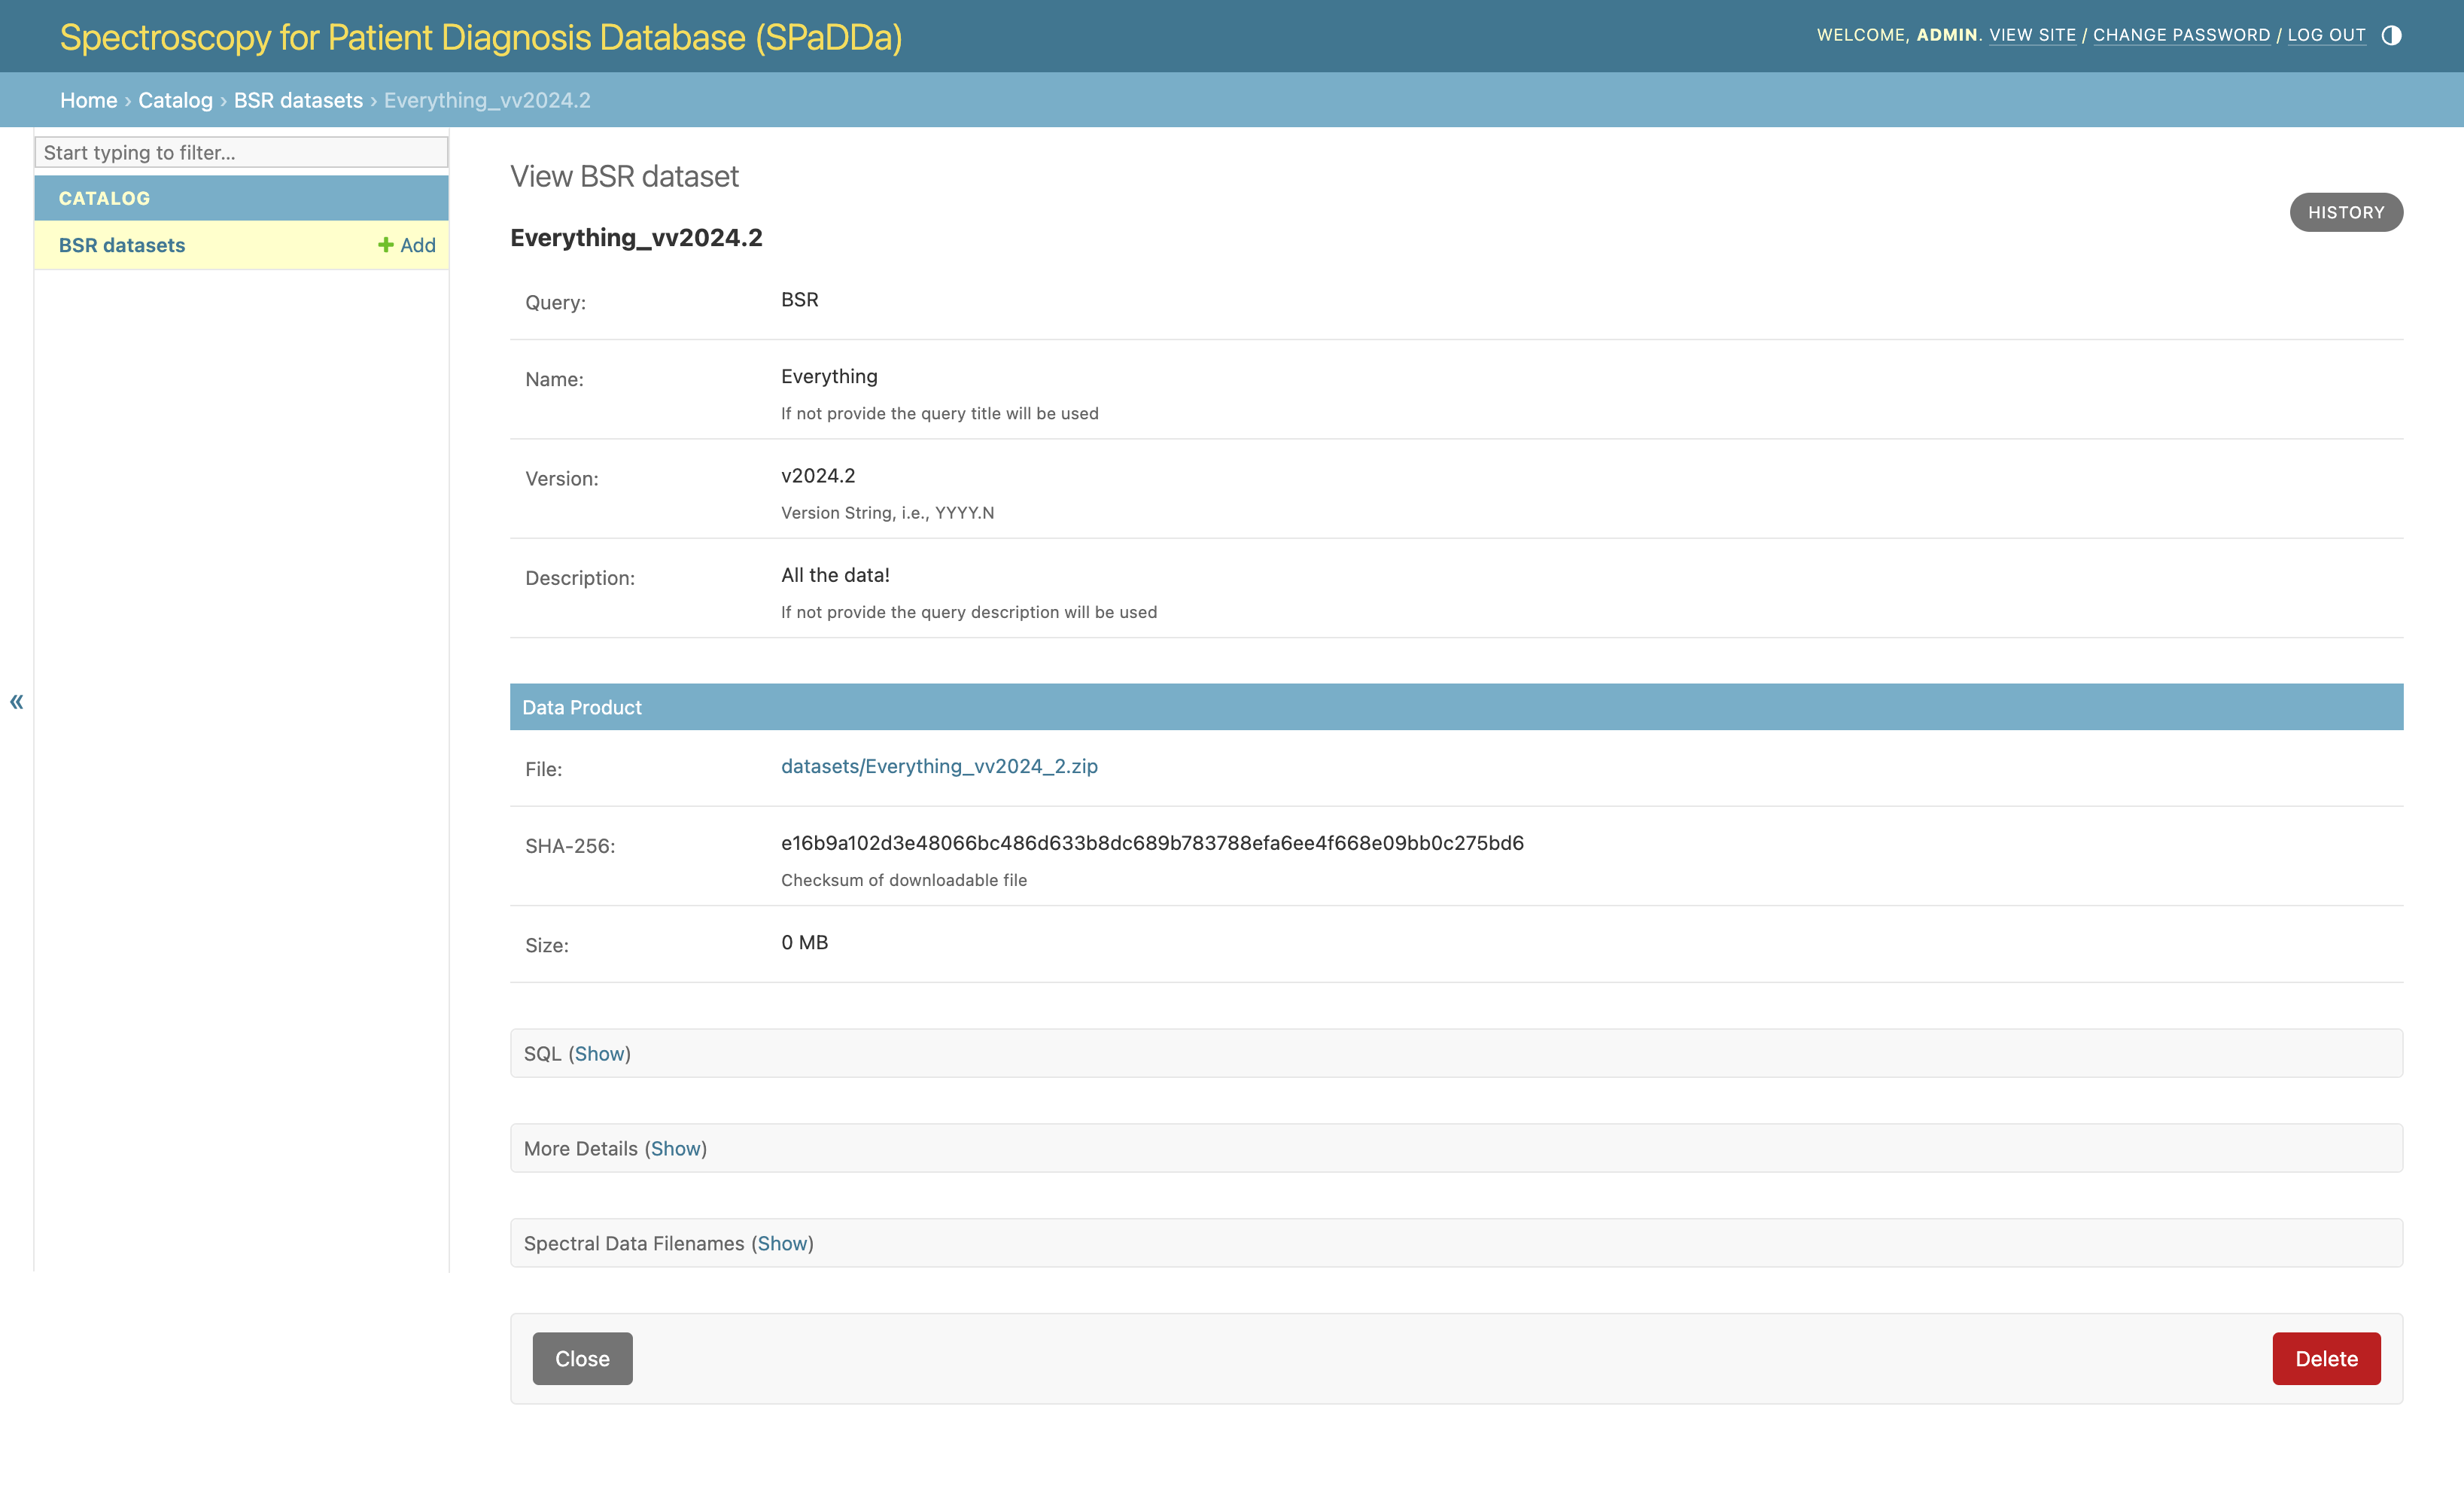 Spectroscopy for Patient Diagnosis Database (SPaDDa)
WELCOME, ADMIN. VIEW SITE / CHANGE PASSWORD / LOG OUT
Home › Catalog › BSR datasets › Everything_vv2024.2
Start typing to filter...
CATALOG
BSR datasets
Add
«
View BSR dataset
HISTORY
Everything_vv2024.2
Query: BSR
Name: Everything
If not provide the query title will be used
Version: v2024.2
Version String, i.e., YYYY.N
Description: All the data!
If not provide the query description will be used
Data Product
File: datasets/Everything_vv2024_2.zip
SHA-256: e16b9a102d3e48066bc486d633b8dc689b783788efa6ee4f668e09bb0c275bd6
Checksum of downloadable file
Size: 0 MB
SQL (Show)
More Details (Show)
Spectral Data Filenames (Show)
Close
Delete